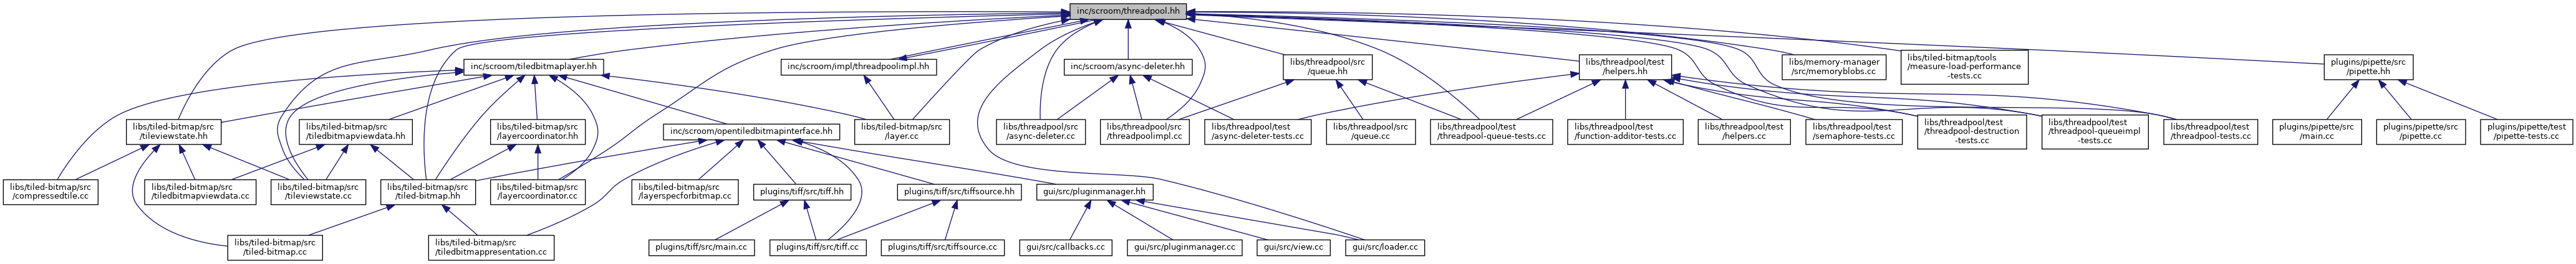 inc/scroom/threadpool.hh
inc/scroom/tiledbitmaplayer.hh
inc/scroom/impl/threadpoolimpl.hh
inc/scroom/async-deleter.hh
libs/threadpool/src
/queue.hh
libs/threadpool/test
/helpers.hh
libs/memory-manager
/src/memoryblobs.cc
libs/tiled-bitmap/tools
/measure-load-performance
-tests.cc
plugins/pipette/src
/pipette.hh
libs/tiled-bitmap/src
/tileviewstate.hh
libs/tiled-bitmap/src
/tiledbitmapviewdata.hh
libs/tiled-bitmap/src
/layercoordinator.hh
inc/scroom/opentiledbitmapinterface.hh
libs/tiled-bitmap/src
/layer.cc
libs/threadpool/src
/async-deleter.cc
libs/threadpool/src
/threadpoolimpl.cc
libs/threadpool/test
/async-deleter-tests.cc
libs/threadpool/src
/queue.cc
libs/threadpool/test
/threadpool-queue-tests.cc
libs/threadpool/test
/function-additor-tests.cc
libs/threadpool/test
/helpers.cc
libs/threadpool/test
/semaphore-tests.cc
libs/threadpool/test
/threadpool-destruction
-tests.cc
libs/threadpool/test
/threadpool-queueimpl
-tests.cc
libs/threadpool/test
/threadpool-tests.cc
plugins/pipette/src
/main.cc
plugins/pipette/src
/pipette.cc
plugins/pipette/test
/pipette-tests.cc
libs/tiled-bitmap/src
/compressedtile.cc
libs/tiled-bitmap/src
/tiledbitmapviewdata.cc
libs/tiled-bitmap/src
/tileviewstate.cc
libs/tiled-bitmap/src
/tiled-bitmap.hh
libs/tiled-bitmap/src
/layercoordinator.cc
libs/tiled-bitmap/src
/layerspecforbitmap.cc
plugins/tiff/src/tiff.hh
plugins/tiff/src/tiffsource.hh
gui/src/pluginmanager.hh
libs/tiled-bitmap/src
/tiled-bitmap.cc
libs/tiled-bitmap/src
/tiledbitmappresentation.cc
plugins/tiff/src/main.cc
plugins/tiff/src/tiff.cc
plugins/tiff/src/tiffsource.cc
gui/src/callbacks.cc
gui/src/pluginmanager.cc
gui/src/view.cc
gui/src/loader.cc